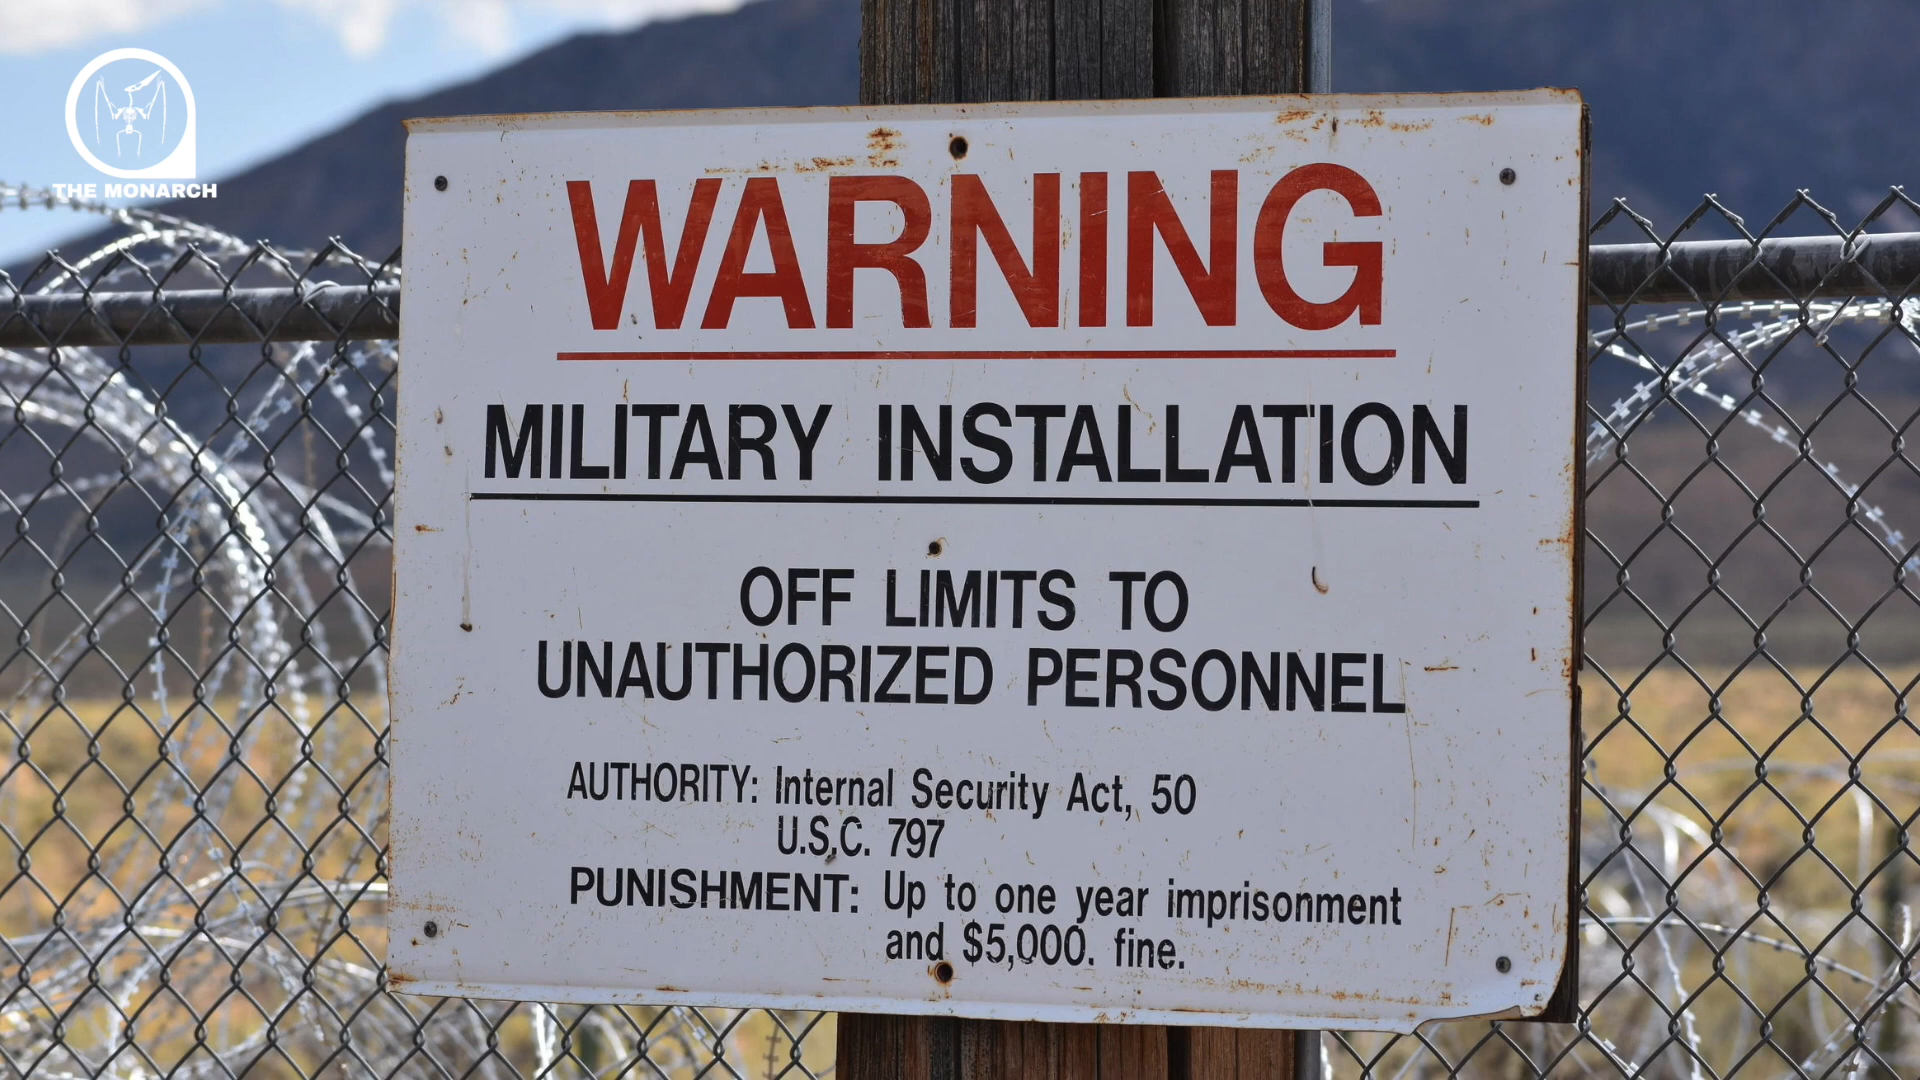 THE MONARCH
WARNING
MILITARY INSTALLATION
OFF LIMITS TO
UNAUTHORIZED PERSONNEL
AUTHORITY: Internal Security Act, 50
U.S.C. 797
PUNISHMENT: Up to one year imprisonment
and $5,000. fine.